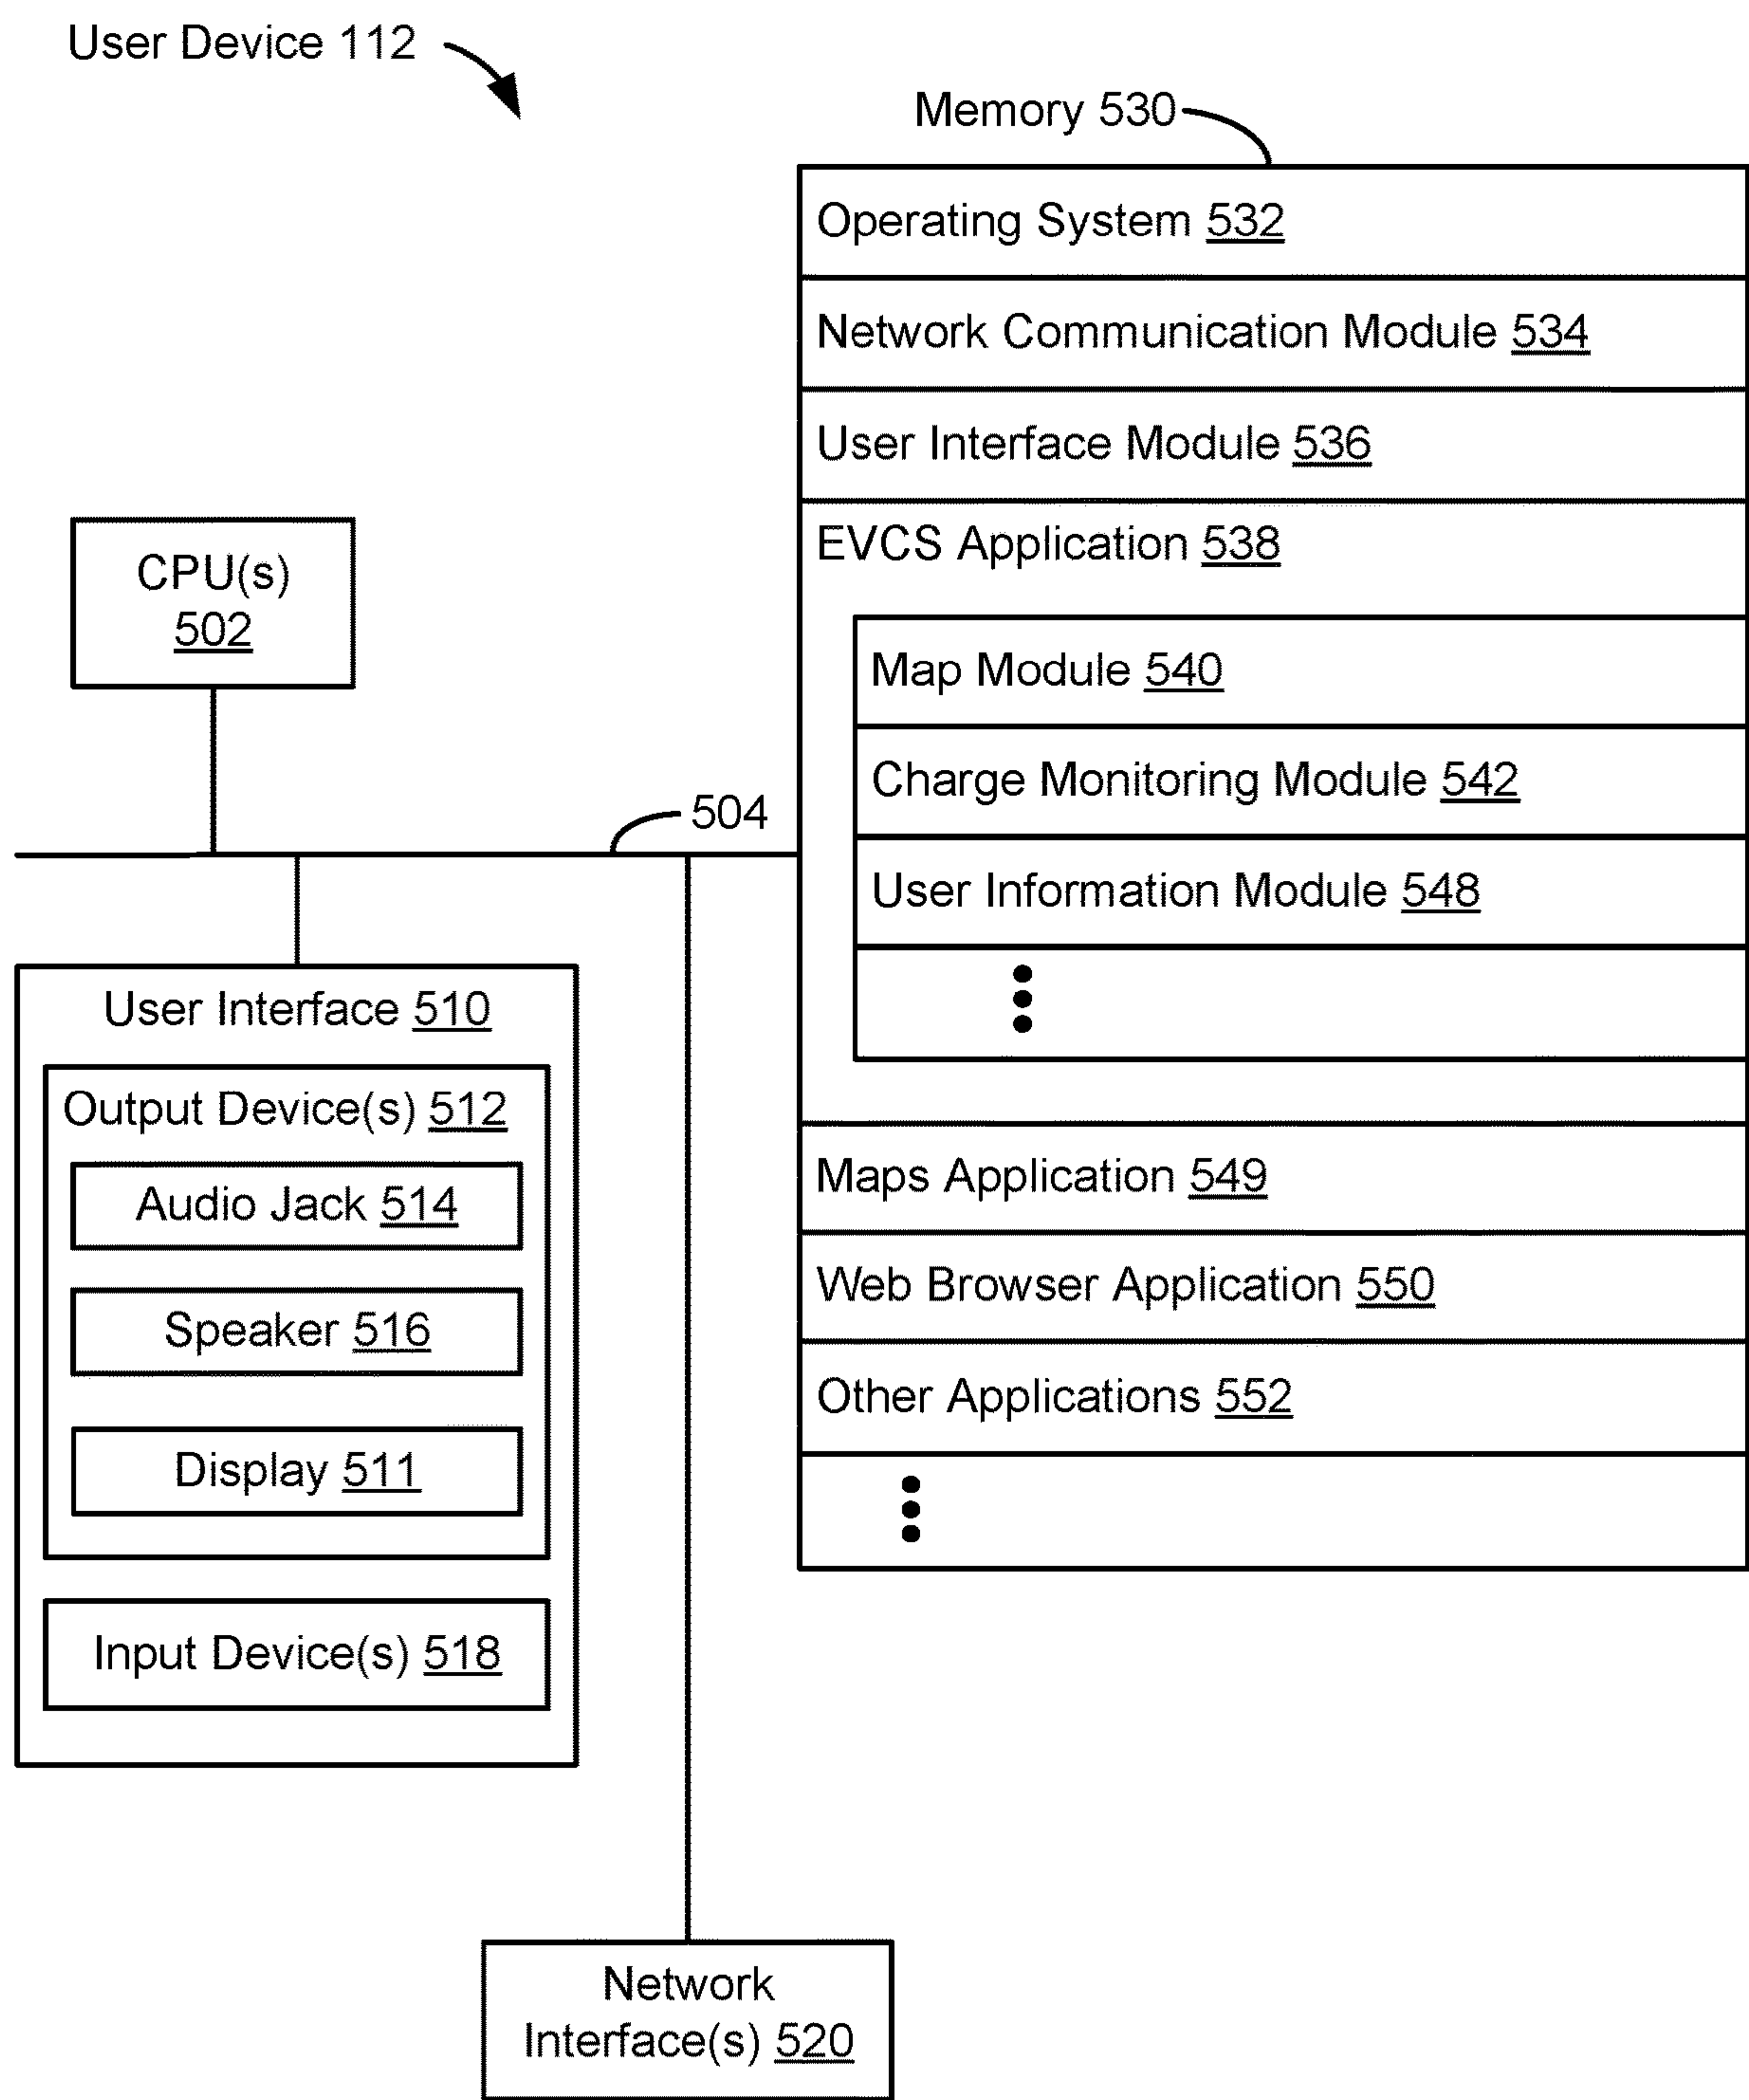 User Device 112
Memory 530
Operating System 532
Network Communication Module 534
User Interface Module 536
EVCS Application 538
Map Module 540
Charge Monitoring Module 542
User Information Module 548
Maps Application 549
Web Browser Application 550
Other Applications 552
CPU(s)
502
504
User Interface 510
Output Device(s) 512
Audio Jack 514
Speaker 516
Display 511
Input Device(s) 518
Network
Interface(s) 520